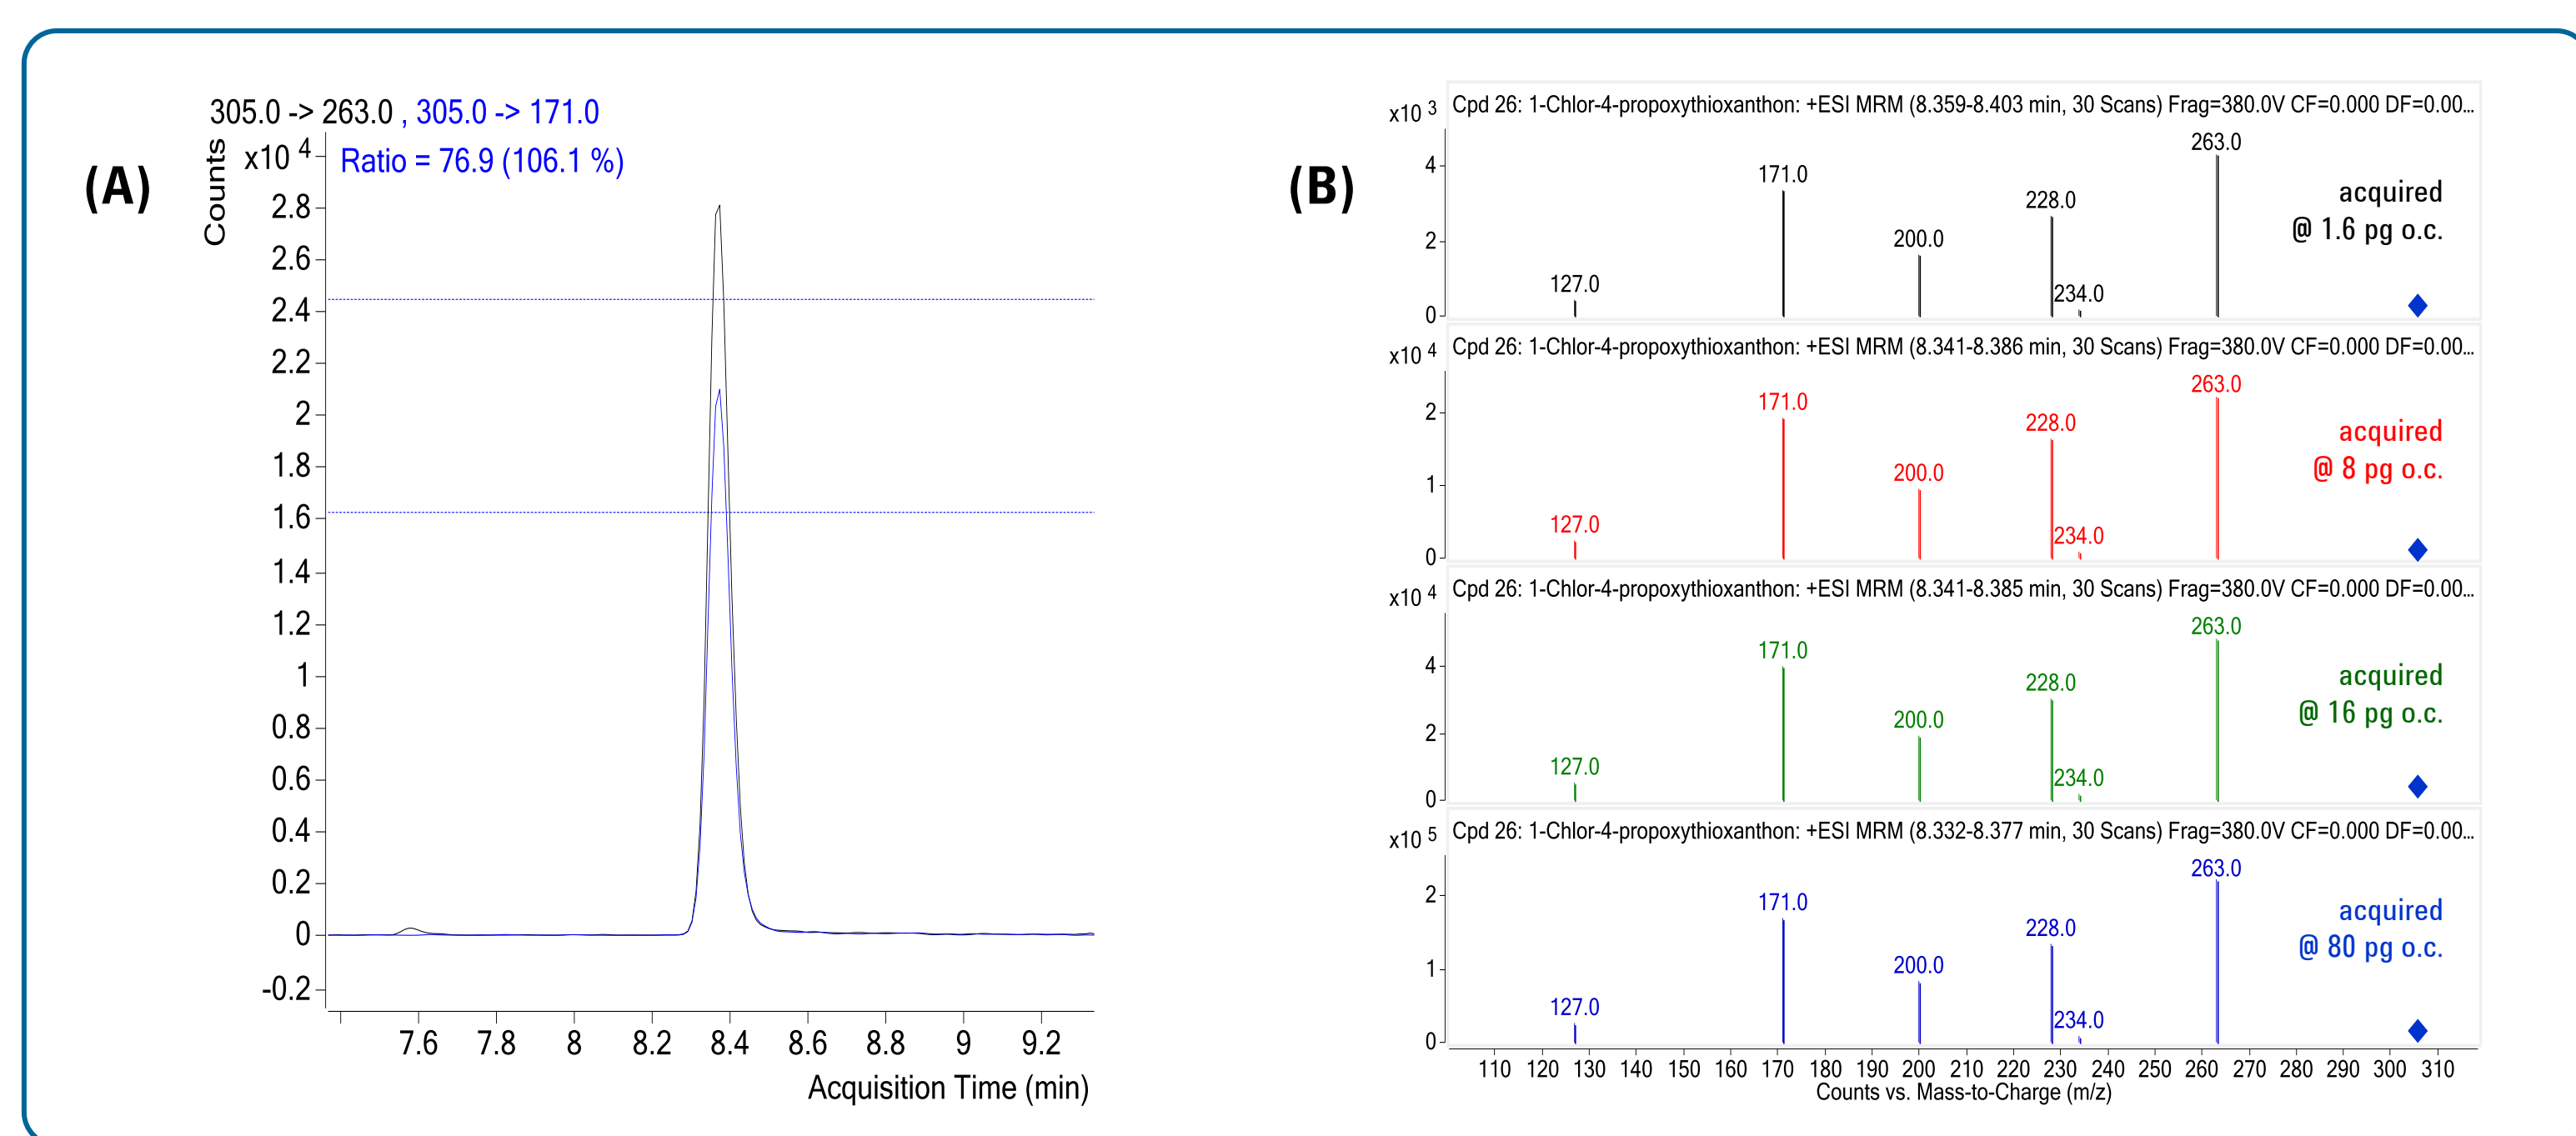 (A)
305.0 -> 263.0 , 305.0 -> 171.0
Ratio = 76.9 (106.1 %)
Counts
x10 4
2.8
2.6
2.4
2.2
2
1.8
1.6
1.4
1.2
1
0.8
0.6
0.4
0.2
0
-0.2
7.6 7.8 8 8.2 8.4 8.6 8.8 9 9.2
Acquisition Time (min)
(B)
x10 3
Cpd 26: 1-Chlor-4-propoxythioxanthon: +ESI MRM (8.359-8.403 min, 30 Scans) Frag=380.0V CF=0.000 DF=0.00...
4
2
0
127.0
171.0
200.0
228.0
234.0
263.0
acquired
@ 1.6 pg o.c.
x10 4
Cpd 26: 1-Chlor-4-propoxythioxanthon: +ESI MRM (8.341-8.386 min, 30 Scans) Frag=380.0V CF=0.000 DF=0.00...
2
1
0
127.0
171.0
200.0
228.0
234.0
263.0
acquired
@ 8 pg o.c.
x10 4
Cpd 26: 1-Chlor-4-propoxythioxanthon: +ESI MRM (8.341-8.385 min, 30 Scans) Frag=380.0V CF=0.000 DF=0.00...
4
2
0
127.0
171.0
200.0
228.0
234.0
263.0
acquired
@ 16 pg o.c.
x10 5
Cpd 26: 1-Chlor-4-propoxythioxanthon: +ESI MRM (8.332-8.377 min, 30 Scans) Frag=380.0V CF=0.000 DF=0.00...
2
1
0
127.0
171.0
200.0
228.0
234.0
263.0
acquired
@ 80 pg o.c.
110 120 130 140 150 160 170 180 190 200 210 220 230 240 250 260 270 280 290 300 310
Counts vs. Mass-to-Charge (m/z)